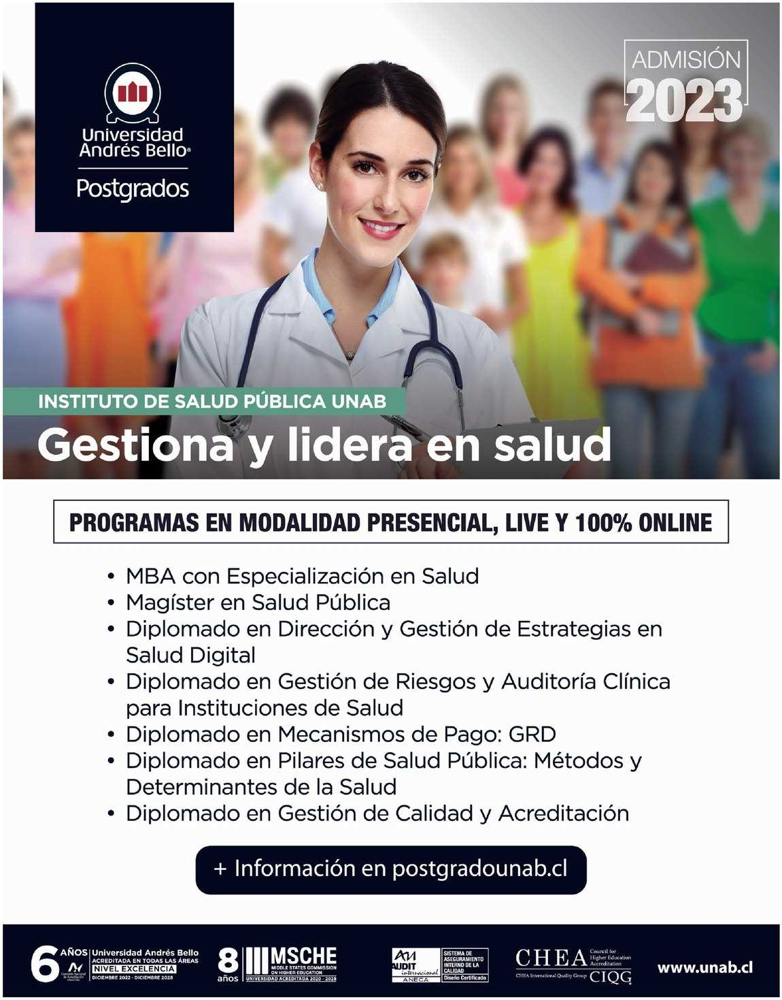 Universidad
Andrés Bello®
Postgrados
ADMISIÓN
2023
INSTITUTO DE SALUD PÚBLICA UNAB
Gestiona y lidera en salud
PROGRAMAS EN MODALIDAD PRESENCIAL, LIVE Y 100% ONLINE
• MBA con Especialización en Salud
• Magíster en Salud Pública
• Diplomado en Dirección y Gestión de Estrategias en
Salud Digital
• Diplomado en Gestión de Riesgos y Auditoría Clínica
para Instituciones de Salud
• Diplomado en Mecanismos de Pago: GRD
• Diplomado en Pilares de Salud Pública: Métodos y
Determinantes de la Salud
• Diplomado en Gestión de Calidad y Acreditación
+ Información en postgradounab.cl
6 AÑOS
Comisión Nacional
de Acreditación
Universidad Andrés Bello
ACREDITADA EN TODAS LAS ÁREAS
NIVEL EXCELENCIA
DICIEMBRE 2022 - DICIEMBRE 2028
8
años
MSCHE
MIDDLE STATES COMMISSION
ON HIGHER EDUCATION
UNIVERSIDAD ACREDITADA 2020 - 2028
AUDIT
internacional
ANECA
SISTEMA DE
ASEGURAMIENTO
INTERNO DE LA
CALIDAD
Diseño Certificado
CHEA
Council for
Higher Education
Accreditation
CHEA International Quality Group
CIQG
www.unab.cl